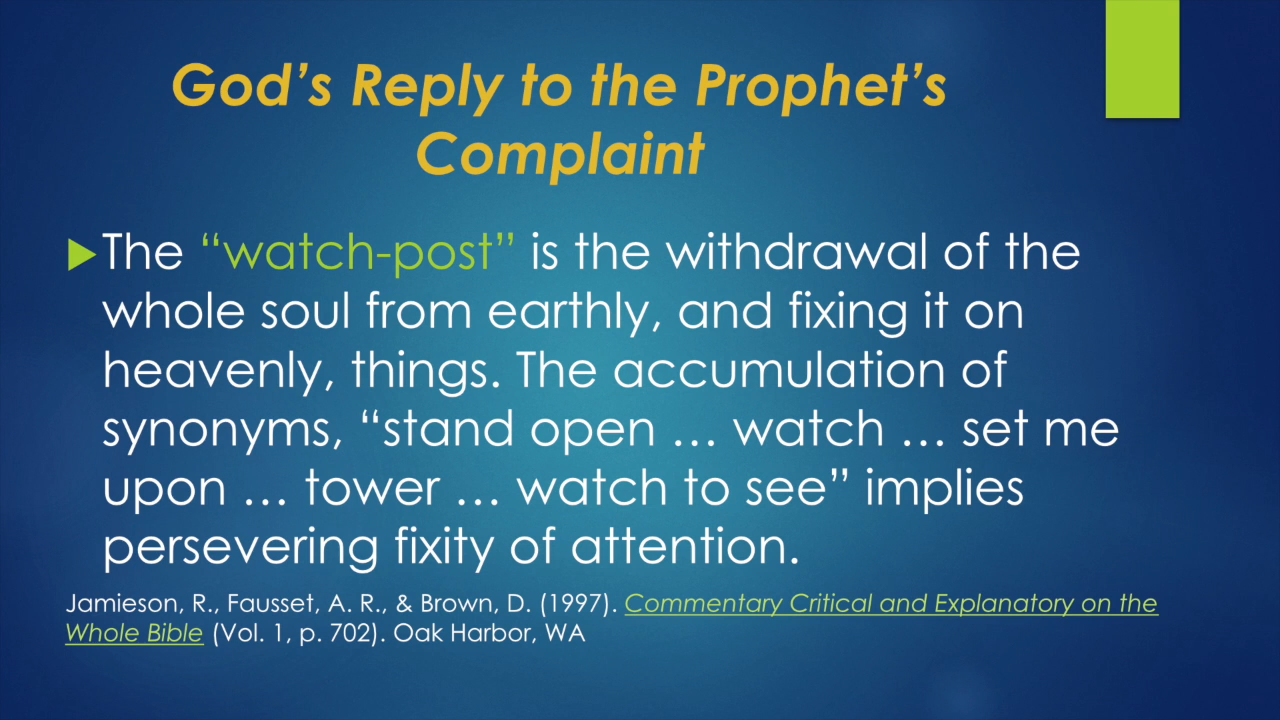 God’s Reply to the Prophet’s
Complaint
The “watch-post” is the withdrawal of the
whole soul from earthly, and fixing it on
heavenly, things. The accumulation of
synonyms, “stand open … watch … set me
upon … tower … watch to see” implies
persevering fixity of attention.
Jamieson, R., Fausset, A. R., & Brown, D. (1997). Commentary Critical and Explanatory on the
Whole Bible (Vol. 1, p. 702). Oak Harbor, WA